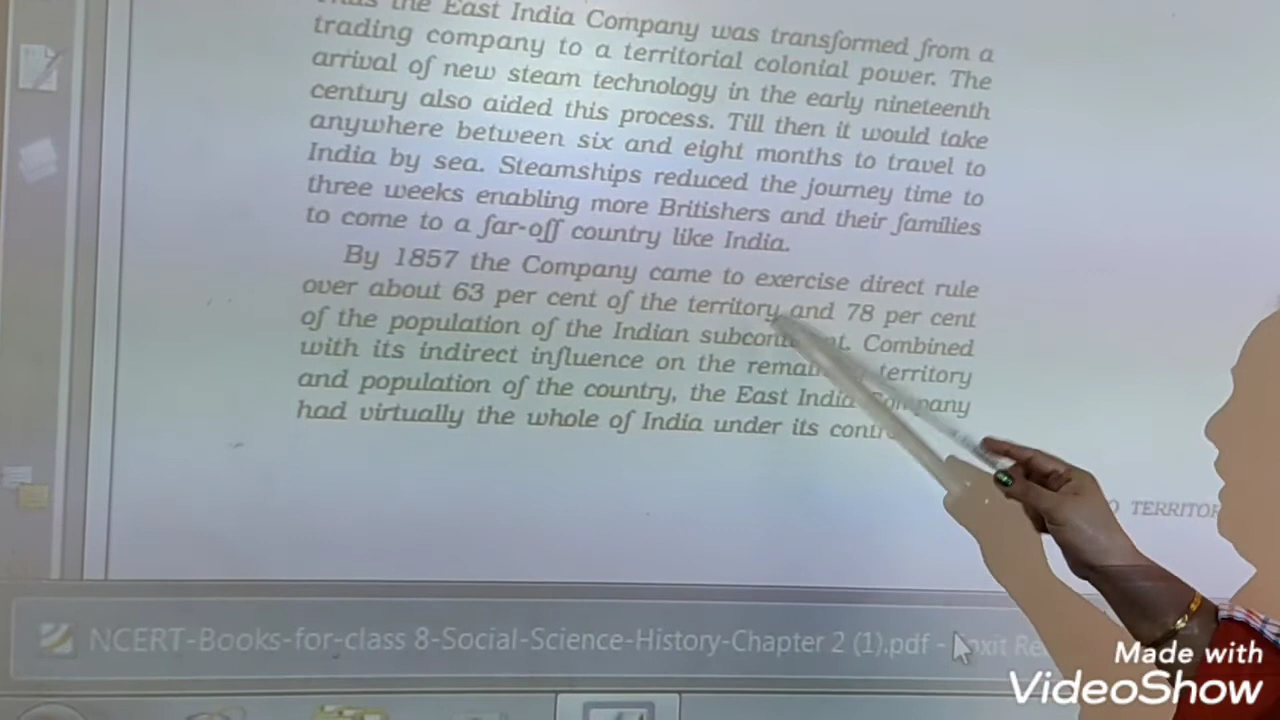 the East India Company was transformed from a
trading company to a territorial colonial power. The
arrival of new steam technology in the early nineteenth
century also aided this process. Till then it would take
anywhere between six and eight months to travel to
India by sea. Steamships reduced the journey time to
three weeks enabling more Britishers and their families
to come to a far-off country like India.
By 1857 the Company came to exercise direct rule
over about 63 per cent of the territory and 78 per cent
of the population of the Indian Combined
with its indirect influence on the territory
and population of the country, the East India Company
had virtually the whole of India under its
NCERT-Books-for-class 8-Social-Science-History-Chapter 2 (1).pdf -
Made with
VideoShow